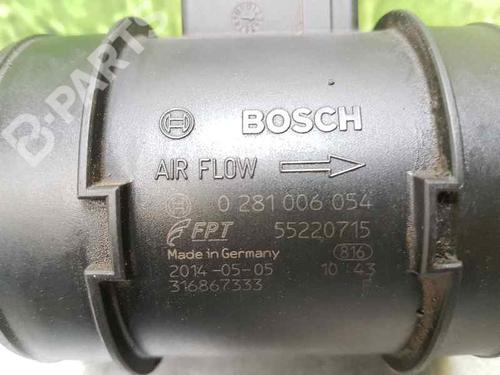 B-PARTS
BOSCH
AIR FLOW
0 281 006 054
FPT 55220715
Made in Germany 816
2014-05-05 10:43
316867333 F